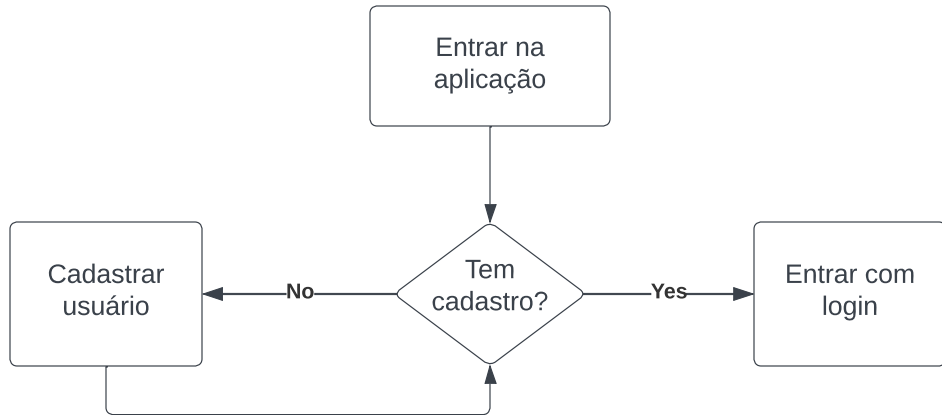 Entrar na
aplicação
Cadastrar
usuário
No
Tem
cadastro?
Yes
Entrar com
login